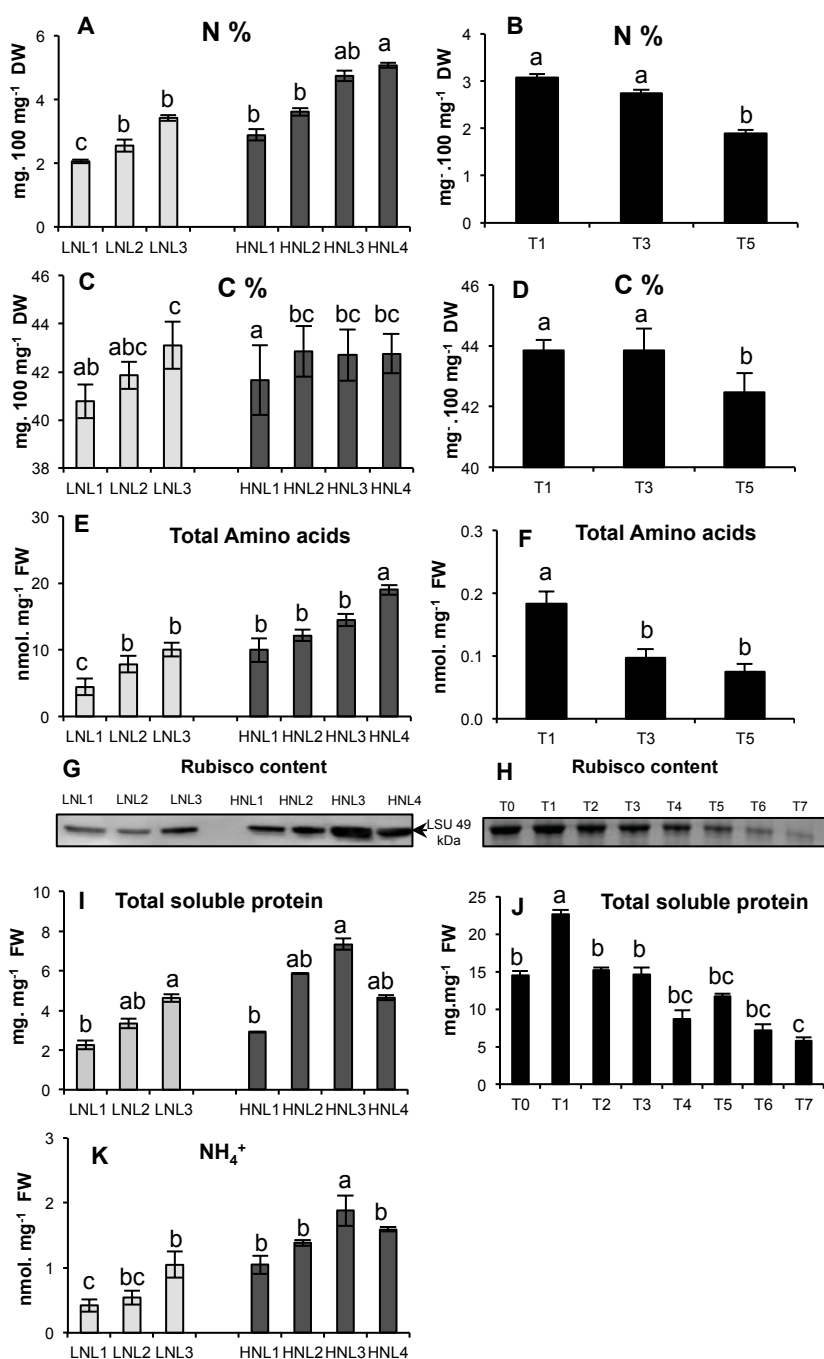 A N %
mg. 100 mg⁻¹ DW
6
4
2
0
c b b b b ab a
LNL1 LNL2 LNL3 HNL1 HNL2 HNL3 HNL4
B N %
mg⁻.100 mg⁻¹ DW
4
3
2
1
0
a a b
T1 T3 T5
C C %
mg. 100 mg⁻¹ DW
46
44
42
40
38
ab abc c a bc bc bc
LNL1 LNL2 LNL3 HNL1 HNL2 HNL3 HNL4
D C %
mg⁻.100 mg⁻¹ DW
46
44
42
40
a a b
T1 T3 T5
E Total Amino acids
nmol. mg⁻¹ FW
30
20
10
0
c b b b b b a
LNL1 LNL2 LNL3 HNL1 HNL2 HNL3 HNL4
F Total Amino acids
nmol. mg⁻¹ FW
0.3
0.2
0.1
0.0
a b b
T1 T3 T5
G Rubisco content
LNL1 LNL2 LNL3 HNL1 HNL2 HNL3 HNL4
LSU 49
kDa
H Rubisco content
T0 T1 T2 T3 T4 T5 T6 T7
I Total soluble protein
mg. mg⁻¹ FW
10
8
6
4
2
0
b ab a b ab a ab
LNL1 LNL2 LNL3 HNL1 HNL2 HNL3 HNL4
J Total soluble protein
mg.mg⁻¹ FW
25
20
15
10
5
0
b a b b bc bc bc c
T0 T1 T2 T3 T4 T5 T6 T7
K NH₄⁺
nmol. mg⁻¹ FW
3
2
1
0
c bc b b b a b
LNL1 LNL2 LNL3 HNL1 HNL2 HNL3 HNL4